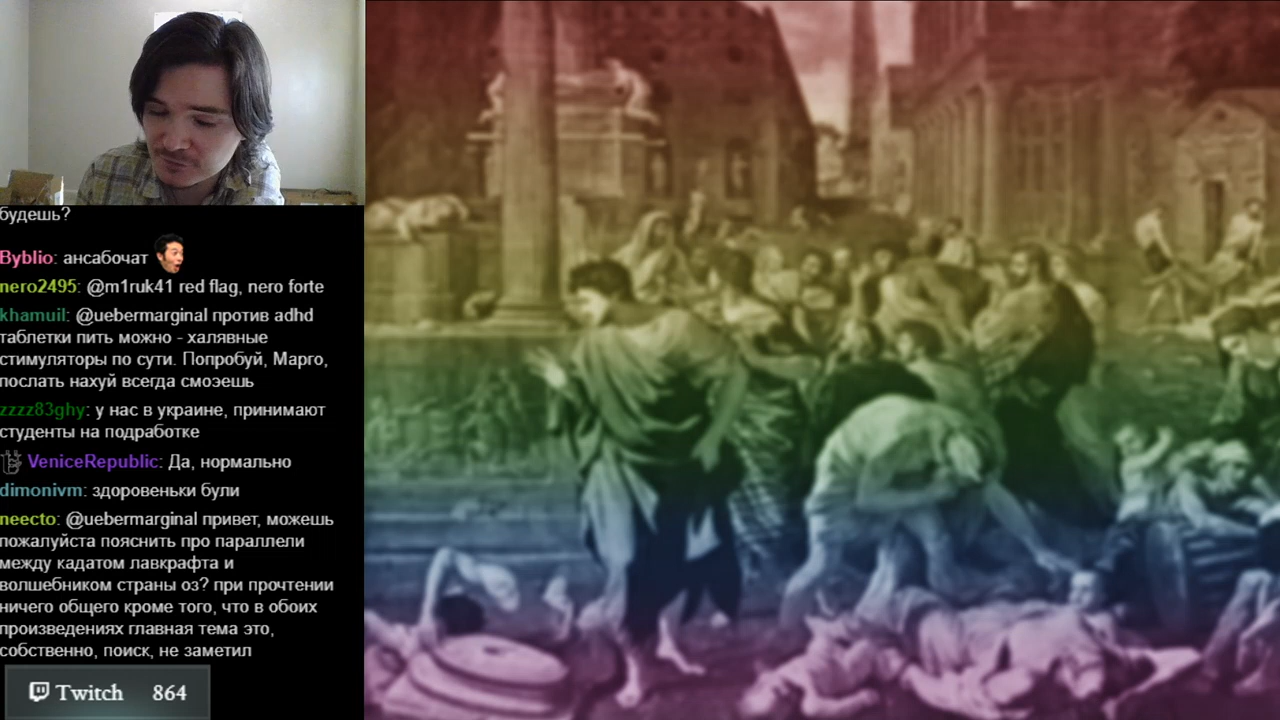 будешь?
Byblio: ансабочат
nero2495: @m1ruk41 red flag, nero forte
khamuil: @uebermarginal против adhd
таблетки пить можно - халявные
стимуляторы по сути. Попробуй, Марго,
послать нахуй всегда смоэешь
zzzz83ghy: у нас в украине, принимают
студенты на подработке
VeniceRepublic: Да, нормально
dimonivm: здоровеньки були
neecto: @uebermarginal привет, можешь
пожалуйста пояснить про параллели
между кадатом лавкрафта и
волшебником страны оз? при прочтении
ничего общего кроме того, что в обоих
произведениях главная тема это,
собственно, поиск, не заметил
Twitch 864